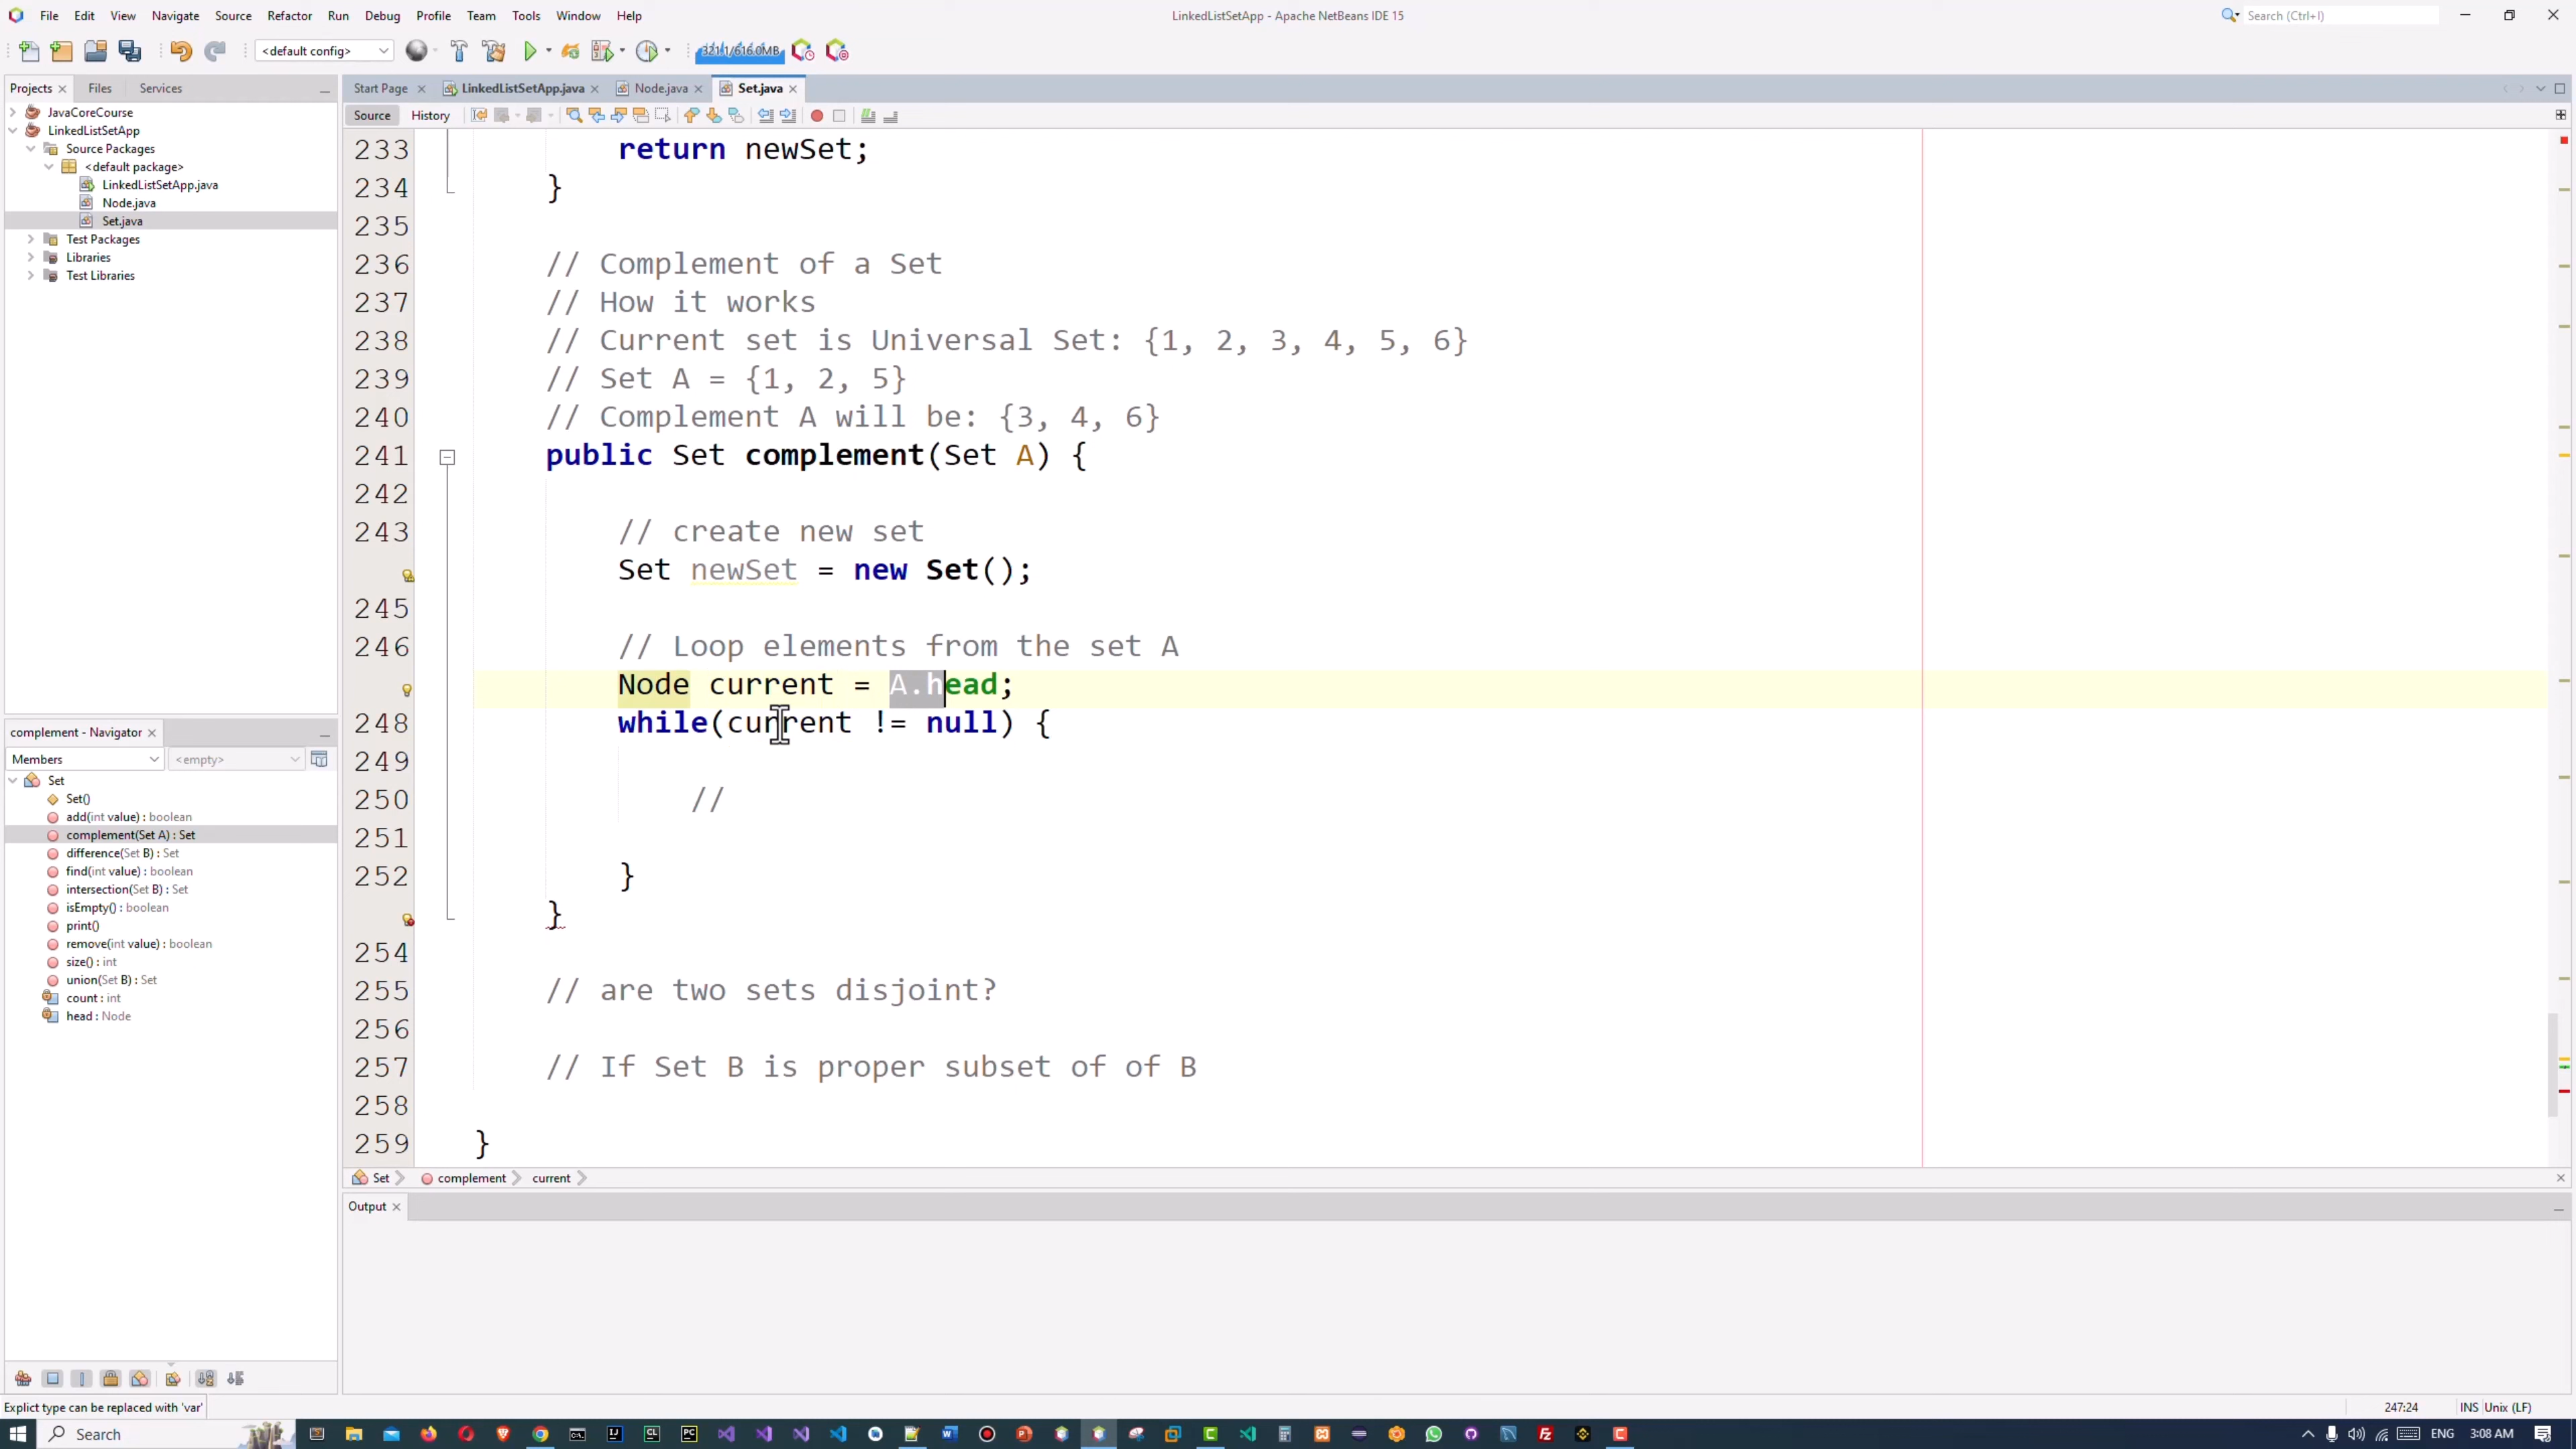 File Edit View Navigate Source Refactor Run Debug Profile Team Tools Window Help
LinkedListSetApp - Apache NetBeans IDE 15
Search (Ctrl+I)
<default config>
321.1/616.0MB
Projects Files Services
Start Page LinkedListSetApp.java Node.java Set.java
Source History
JavaCoreCourse
LinkedListSetApp
Source Packages
<default package>
LinkedListSetApp.java
Node.java
Set.java
Test Packages
Libraries
Test Libraries
233 return newSet;
234 }
235
236 // Complement of a Set
237 // How it works
238 // Current set is Universal Set: {1, 2, 3, 4, 5, 6}
239 // Set A = {1, 2, 5}
240 // Complement A will be: {3, 4, 6}
241 public Set complement(Set A) {
242
243 // create new set
Set newSet = new Set();
245
246 // Loop elements from the set A
Node current = A.head;
248 while(current != null) {
249
250 //
251
252 }
}
254
255 // are two sets disjoint?
256
257 // If Set B is proper subset of of B
258
259 }
complement - Navigator
Members <empty>
Set
Set()
add(int value) : boolean
complement(Set A) : Set
difference(Set B) : Set
find(int value) : boolean
intersection(Set B) : Set
isEmpty() : boolean
print()
remove(int value) : boolean
size() : int
union(Set B) : Set
count : int
head : Node
Set complement current
Output
Explict type can be replaced with 'var'
247:24 INS Unix (LF)
Search
ENG 3:08 AM